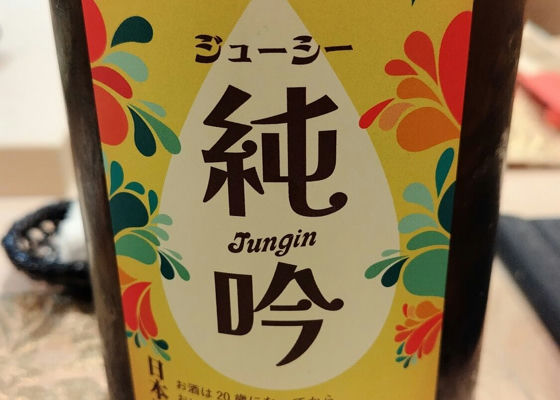 ジューシー
純
Jungin
吟
日本
お酒は20歳になってから